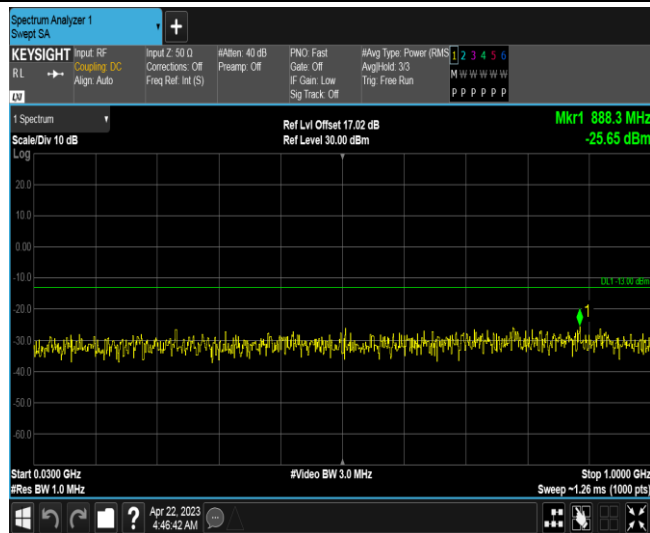 Spectrum Analyzer 1
Swept SA
+
KEYSIGHT
RL
Input: RF
Coupling: DC
Align: Auto
Input Z: 50 Ω
Corrections: Off
Freq Ref: Int (S)
#Atten: 40 dB
Preamp: Off
PNO: Fast
Gate: Off
IF Gain: Low
Sig Track: Off
#Avg Type: Power (RMS
Avg|Hold: 3/3
Trig: Free Run
1 2 3 4 5 6
M W W W W W
P P P P P P
1 Spectrum
Scale/Div 10 dB
Ref Lvl Offset 17.02 dB
Ref Level 30.00 dBm
Mkr1 888.3 MHz
-25.65 dBm
Log
20.0
10.0
0.00
-10.0
DL1 -13.00 dBm
-20.0
1
-30.0
-40.0
-50.0
-60.0
Start 0.0300 GHz
#Video BW 3.0 MHz
Stop 1.0000 GHz
#Res BW 1.0 MHz
Sweep ~1.26 ms (1000 pts)
?
Apr 22, 2023
4:46:42 AM